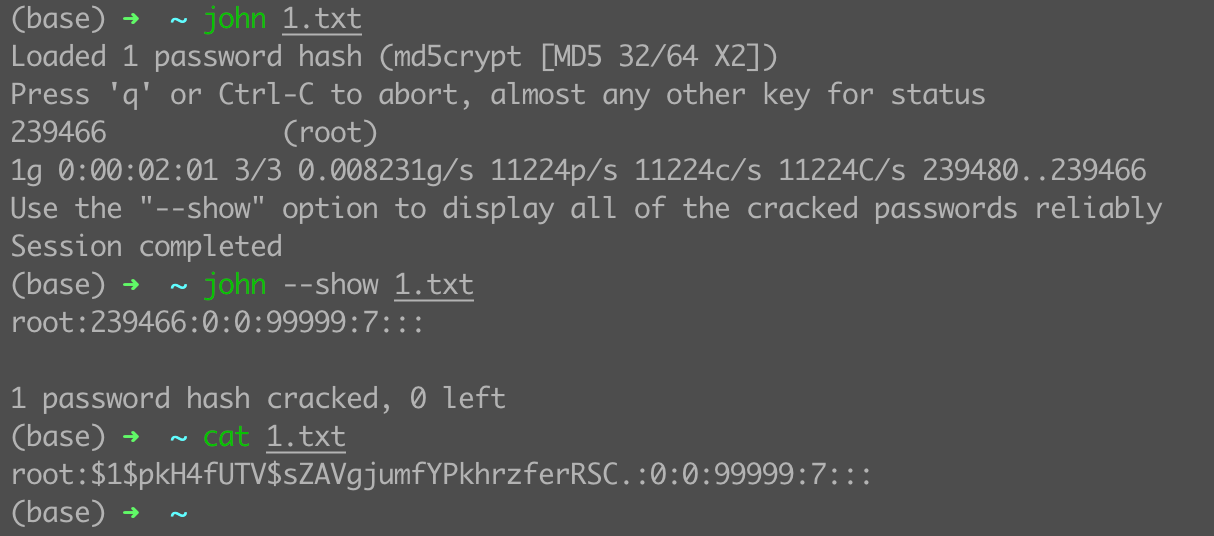 (base) ➜ ~ john 1.txt
Loaded 1 password hash (md5crypt [MD5 32/64 X2])
Press 'q' or Ctrl-C to abort, almost any other key for status
239466 (root)
1g 0:00:02:01 3/3 0.008231g/s 11224p/s 11224c/s 11224C/s 239480..239466
Use the "--show" option to display all of the cracked passwords reliably
Session completed
(base) ➜ ~ john --show 1.txt
root:239466:0:0:99999:7:::
1 password hash cracked, 0 left
(base) ➜ ~ cat 1.txt
root:$1$pkH4fUTV$sZAVgjumfYPkhrzferRSC.:0:0:99999:7:::
(base) ➜ ~